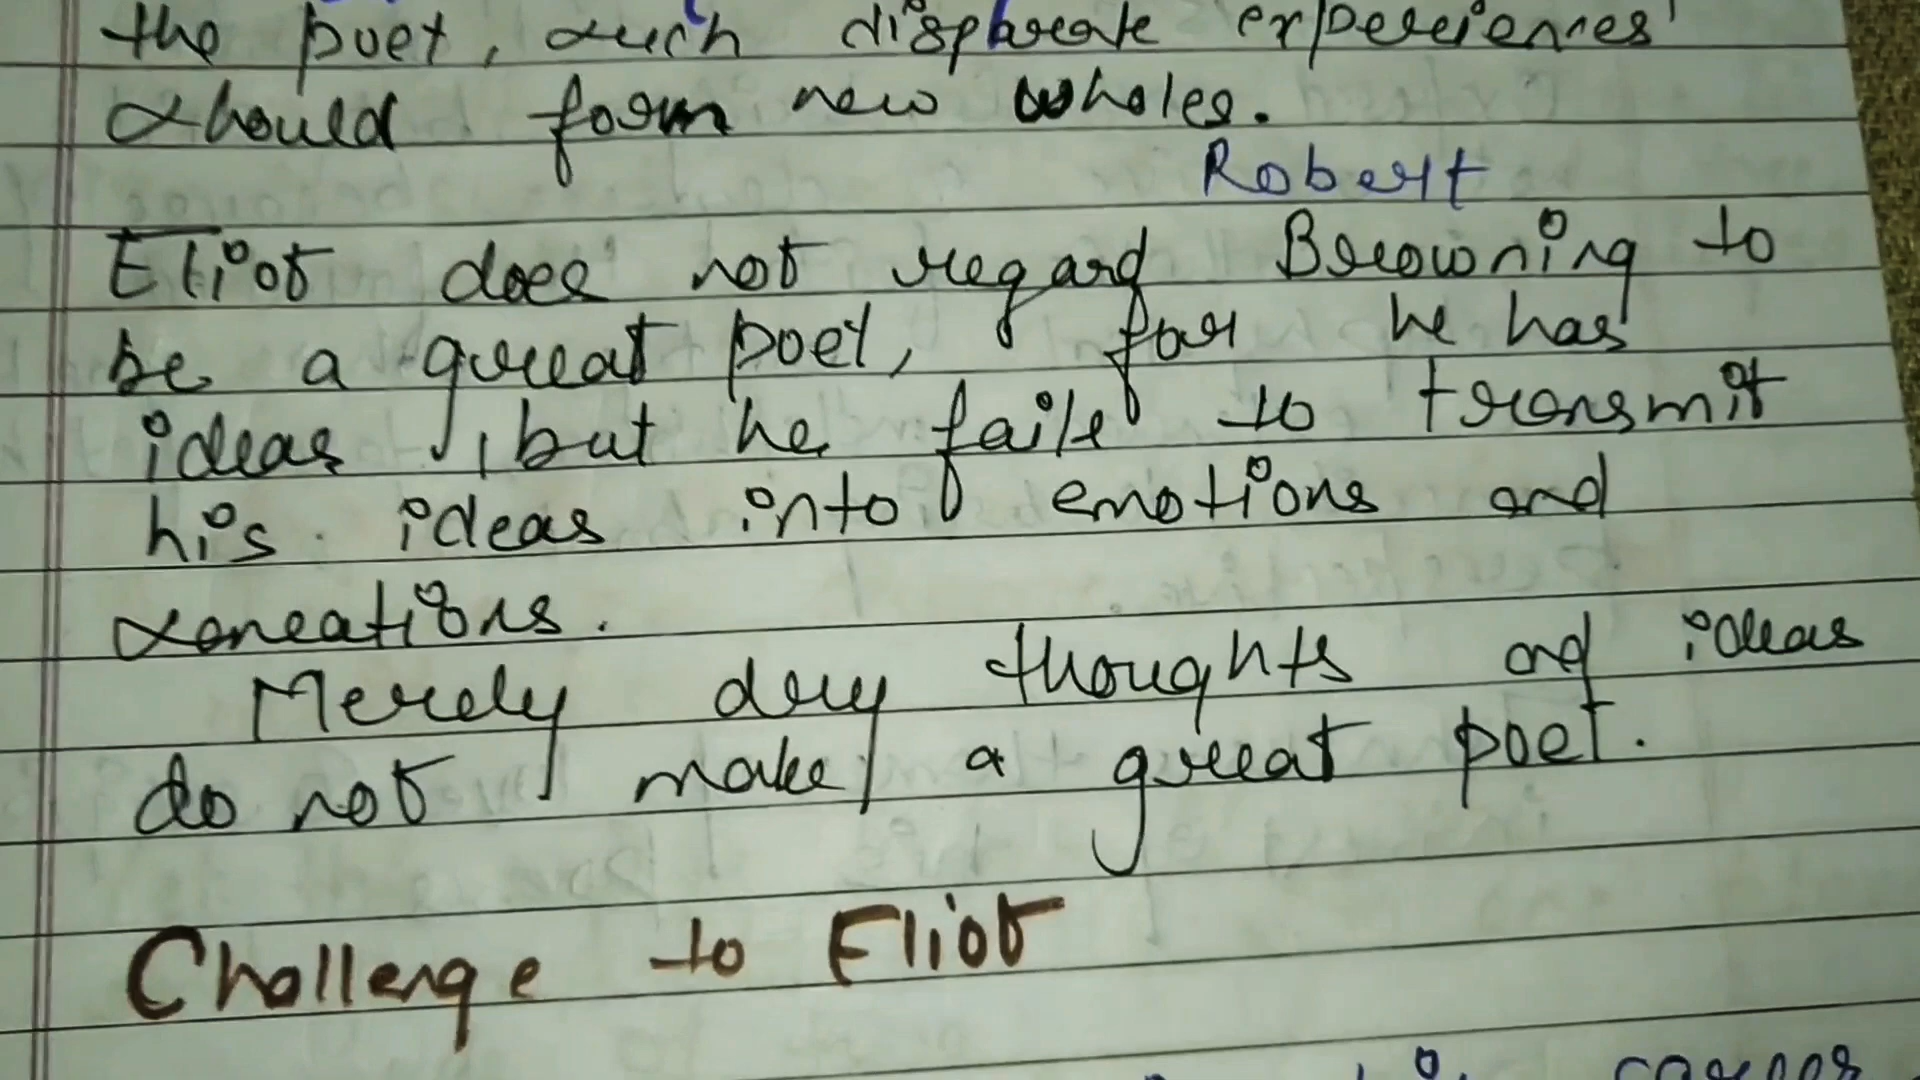 the poet, such disparate experiences
should form new wholes.
Robert
Eliot does not regard Browning to
be a great poet, for he has
ideas, but he fails to transmit
his ideas into emotions and
sensations.
Merely dry thoughts and ideas
do not make a great poet.
Challenge to Eliot